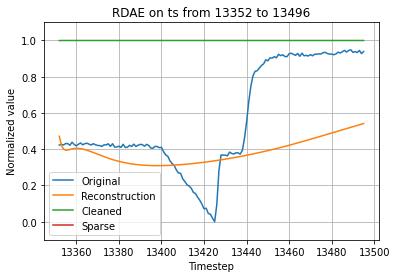 RDAE on ts from 13352 to 13496
Normalized value
1.0
0.8
0.6
0.4
0.2
0.0
Original
Reconstruction
Cleaned
Sparse
13360 13380 13400 13420 13440 13460 13480 13500
Timestep